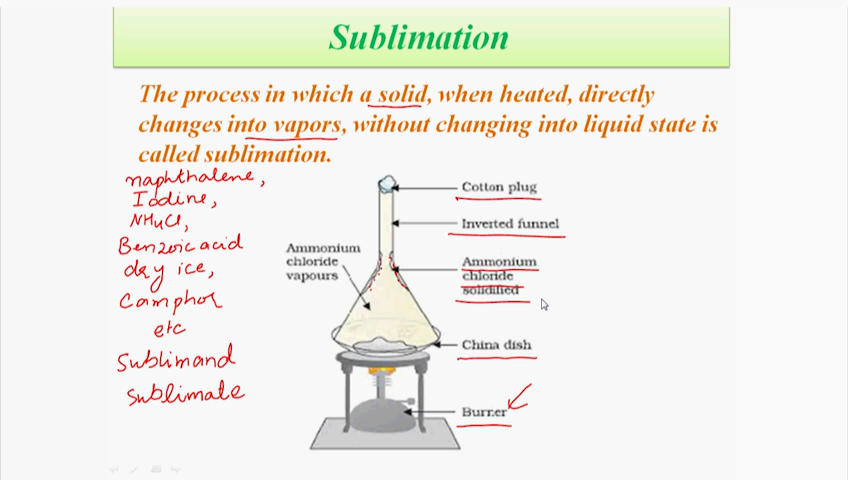 Sublimation
The process in which a solid, when heated, directly
changes into vapors, without changing into liquid state is
called sublimation.
naphthalene,
Iodine,
NH4Cl,
Benzoic acid
dry ice,
Camphor
etc
Sublimand
Sublimate
Cotton plug
Inverted funnel
Ammonium
chloride
vapours
Ammonium
chloride
solidified
China dish
Burner